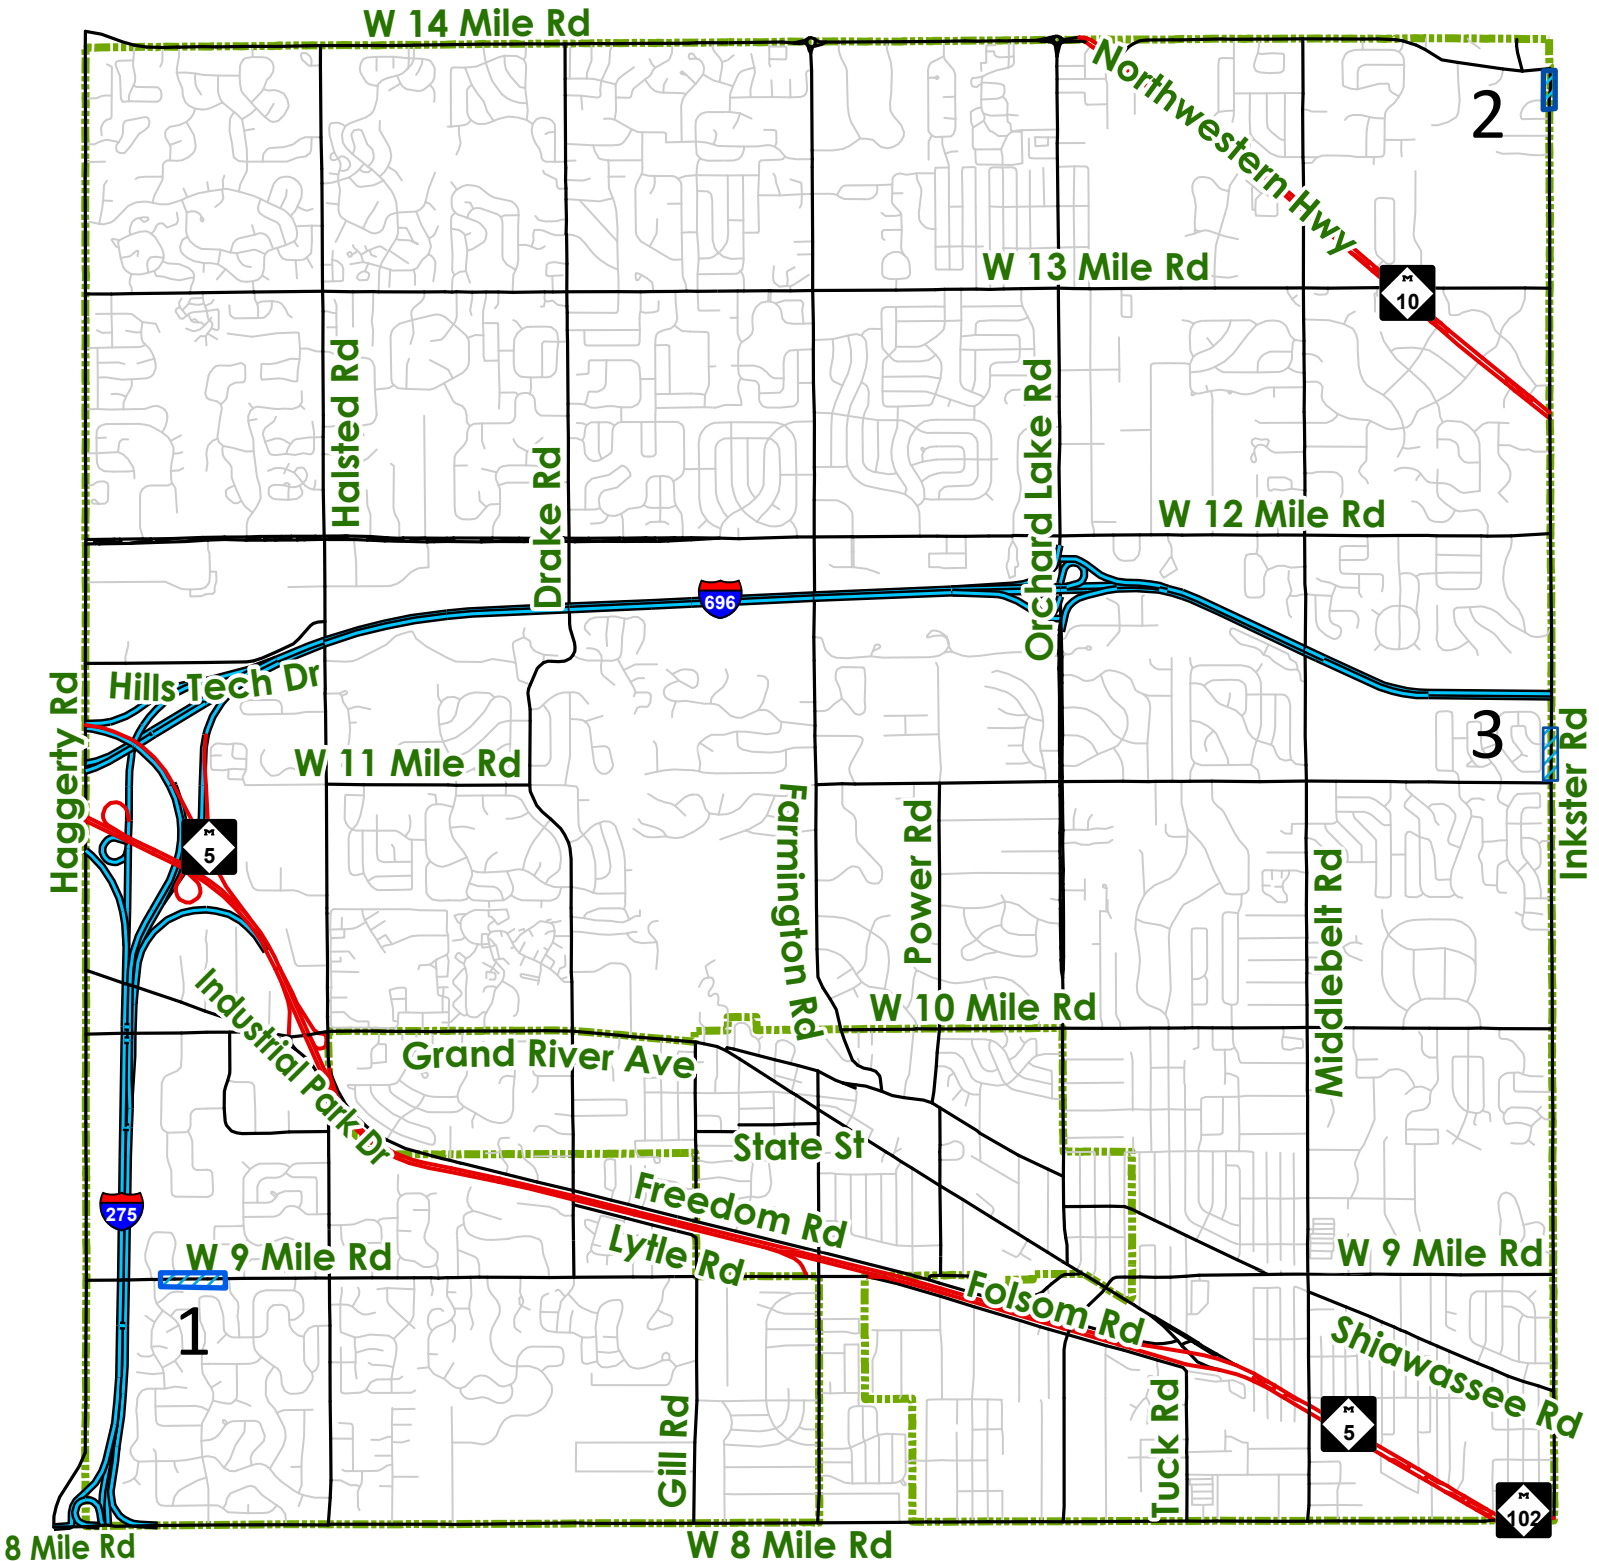 W 14 Mile Rd
Northwestern Hwy
2
W 13 Mile Rd
M
10
Halsted Rd
Drake Rd
Orchard Lake Rd
W 12 Mile Rd
696
Hills Tech Dr
Haggerty Rd
W 11 Mile Rd
3
Inkster Rd
M
5
Farmington Rd
Power Rd
Middlebelt Rd
Industrial Park Dr
W 10 Mile Rd
Grand River Ave
State St
Freedom Rd
Lytle Rd
275
W 9 Mile Rd
W 9 Mile Rd
1
Folsom Rd
Shiawassee Rd
Gill Rd
Tuck Rd
M
5
M
102
8 Mile Rd
W 8 Mile Rd